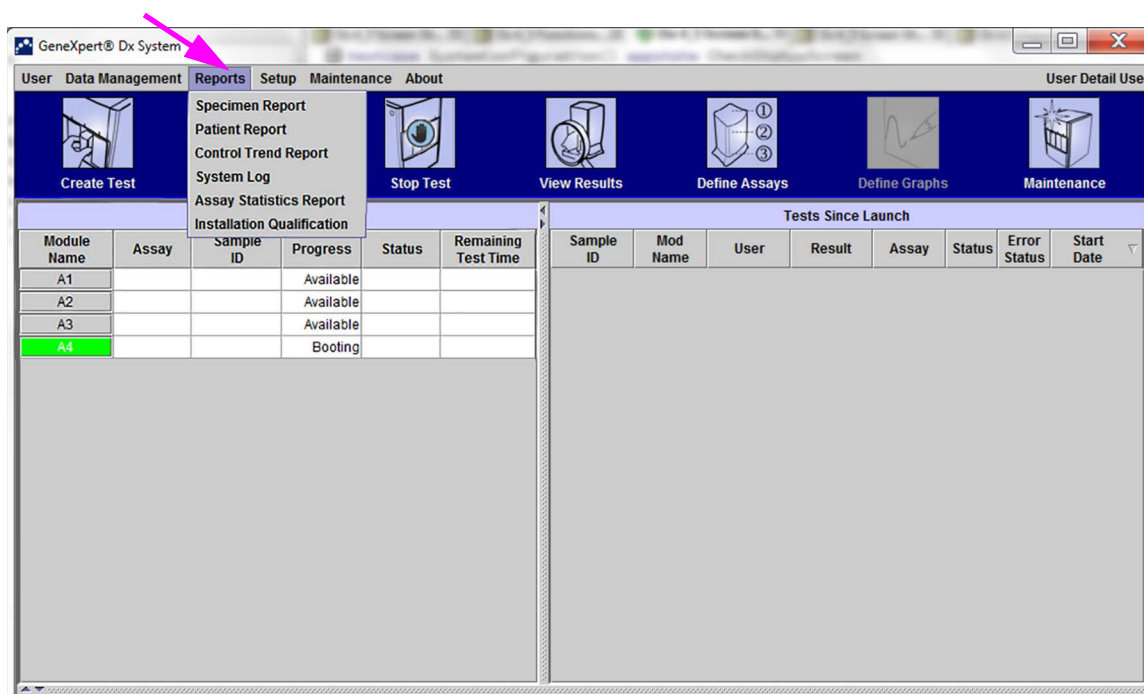 GeneXpert® Dx System
User Data Management Reports Setup Maintenance About User Detail Use
Specimen Report
Patient Report
Control Trend Report
System Log
Assay Statistics Report
Installation Qualification
Create Test Stop Test View Results Define Assays Define Graphs Maintenance
Tests Since Launch
Module Name Assay Sample ID Progress Status Remaining Test Time
Sample ID Mod Name User Result Assay Status Error Status Start Date
A1 Available
A2 Available
A3 Available
A4 Booting